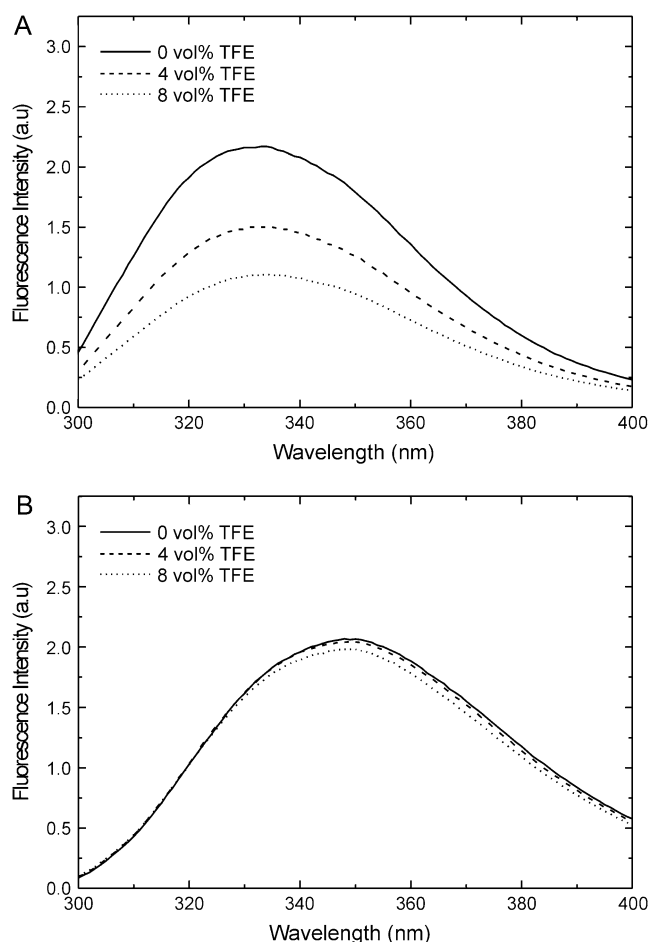 A
0 vol% TFE
4 vol% TFE
8 vol% TFE
Fluorescence Intensity (a.u)
3.0
2.5
2.0
1.5
1.0
0.5
0.0
300 320 340 360 380 400
Wavelength (nm)
B
0 vol% TFE
4 vol% TFE
8 vol% TFE
Fluorescence Intensity (a.u)
3.0
2.5
2.0
1.5
1.0
0.5
0.0
300 320 340 360 380 400
Wavelength (nm)